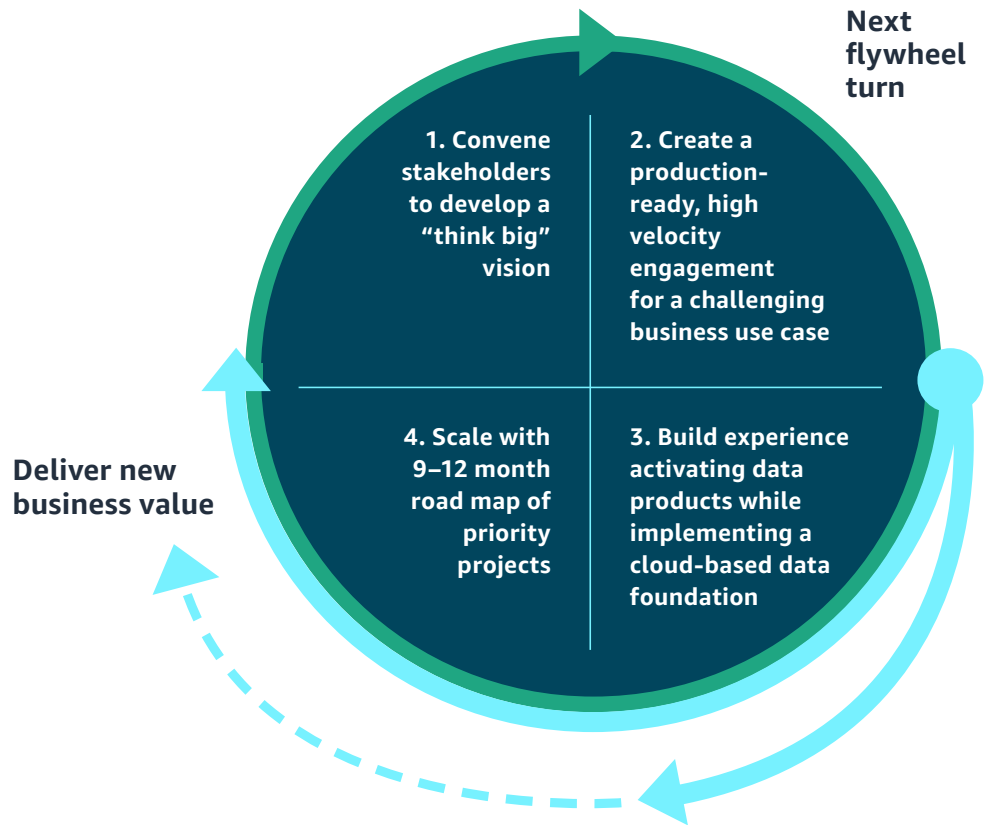 Next
flywheel
turn
1. Convene
stakeholders
to develop a
“think big”
vision
2. Create a
production-
ready, high
velocity
engagement
for a challenging
business use case
3. Build experience
activating data
products while
implementing a
cloud-based data
foundation
4. Scale with
9–12 month
road map of
priority
projects
Deliver new
business value